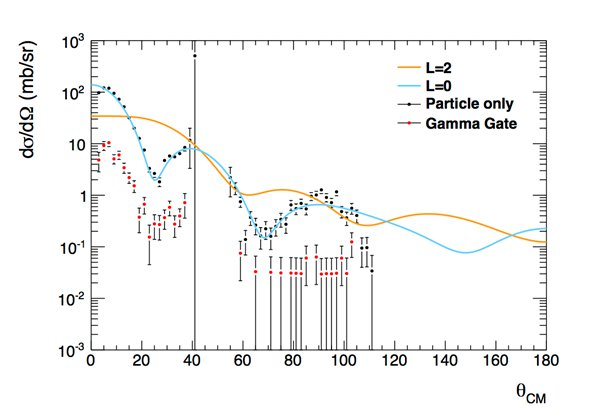 dσ/dΩ (mb/sr)
10³
10²
10
1
10⁻¹
10⁻²
10⁻³
L=2
L=0
Particle only
Gamma Gate
0 20 40 60 80 100 120 140 160 180
θCM